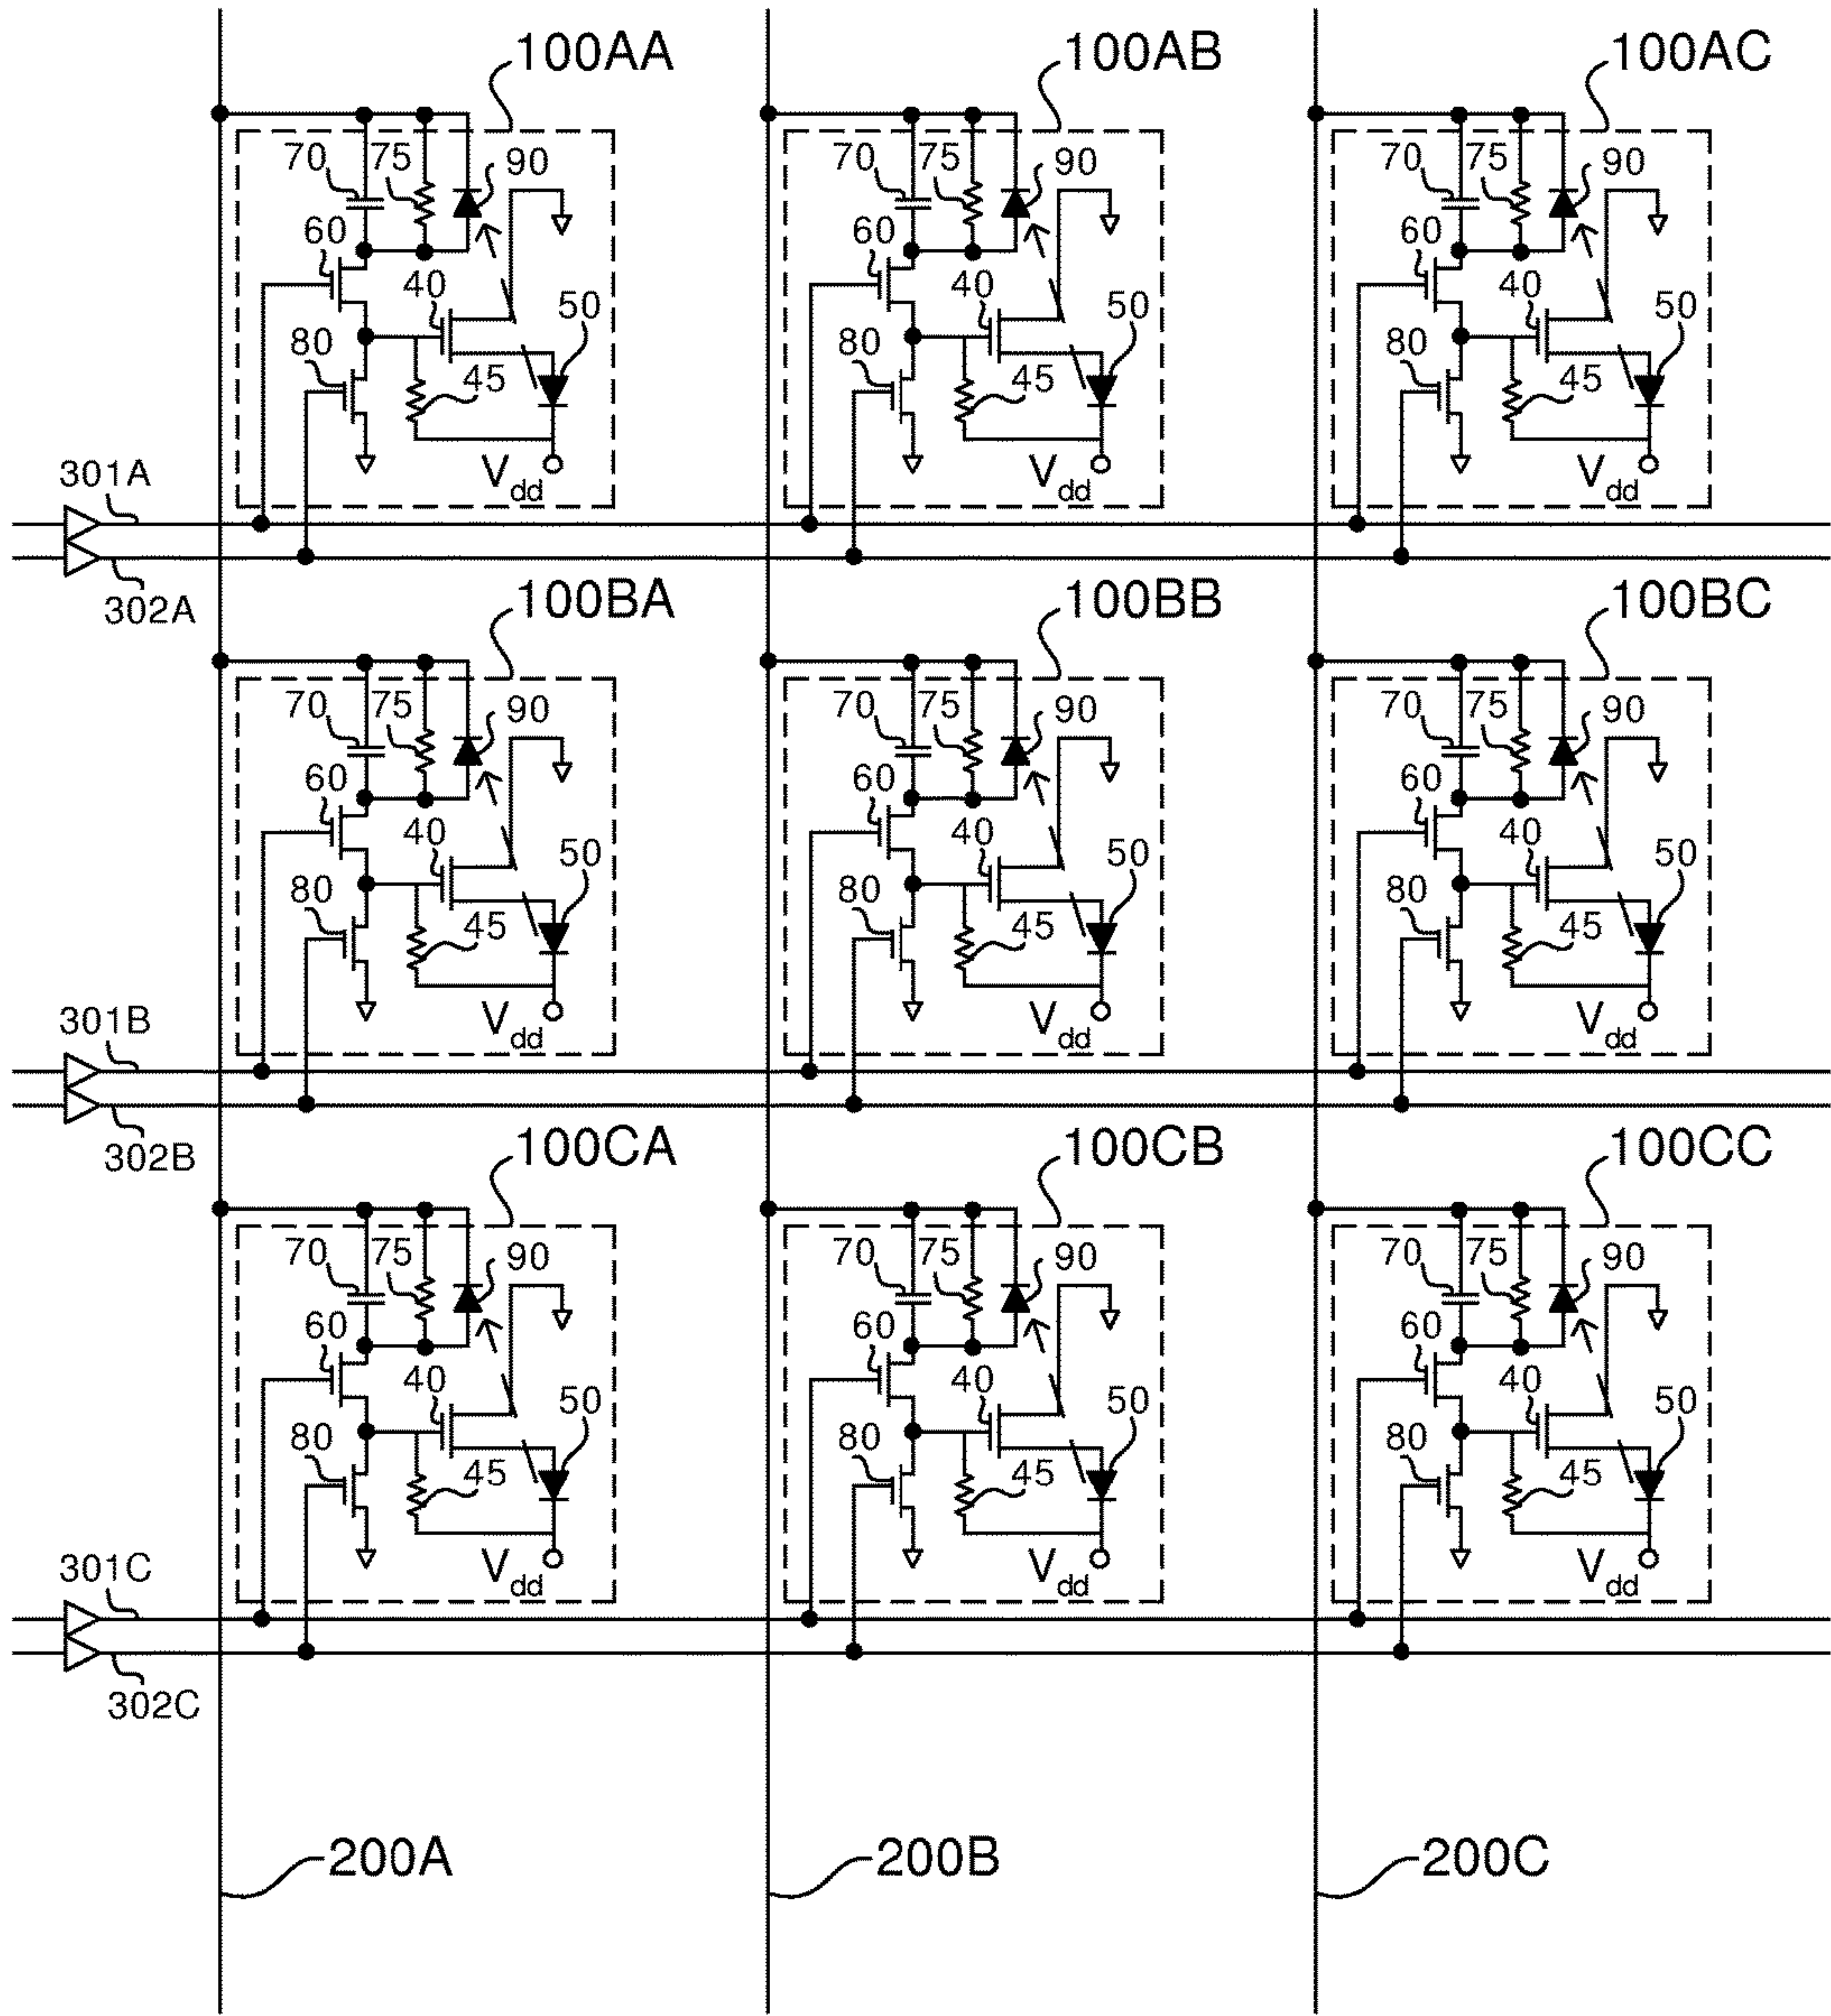 100AA 100AB 100AC
70 75 90 70 75 90 70 75 90
60 40 50 60 40 50 60 40 50
80 45 80 45 80 45
Vdd Vdd Vdd
301A
302A
100BA 100BB 100BC
70 75 90 70 75 90 70 75 90
60 40 50 60 40 50 60 40 50
80 45 80 45 80 45
Vdd Vdd Vdd
301B
302B
100CA 100CB 100CC
70 75 90 70 75 90 70 75 90
60 40 50 60 40 50 60 40 50
80 45 80 45 80 45
Vdd Vdd Vdd
301C
302C
200A 200B 200C